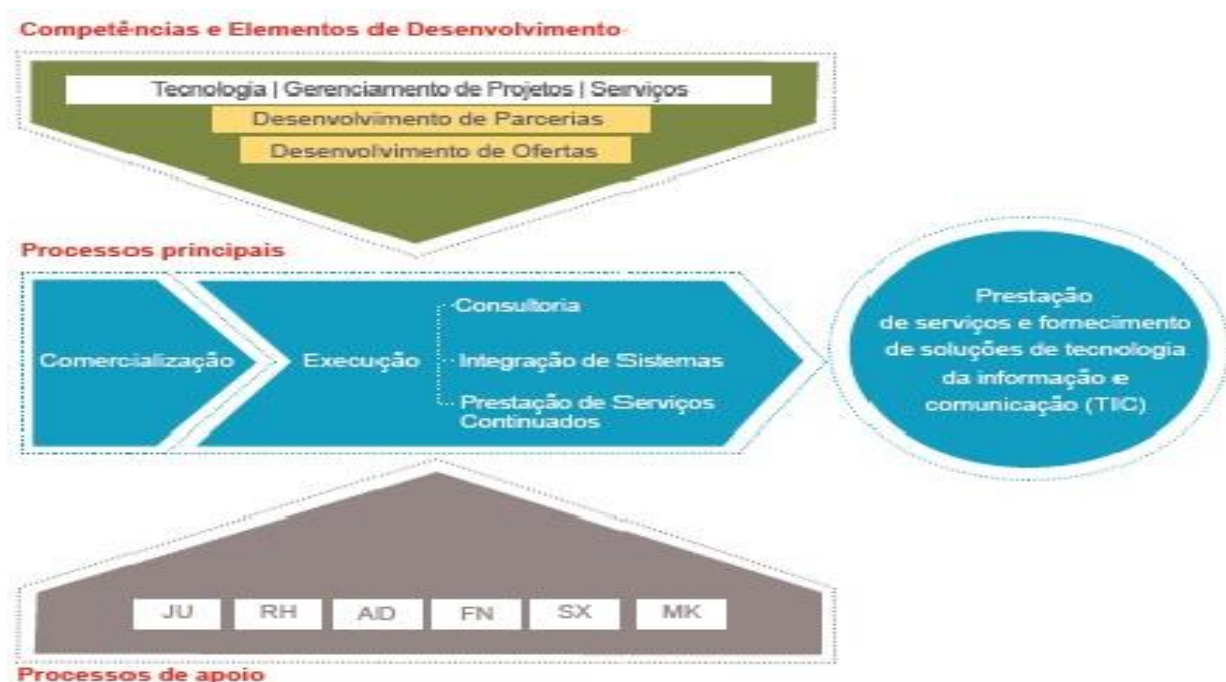 Competências e Elementos de Desenvolvimento
Tecnologia | Gerenciamento de Projetos | Serviços
Desenvolvimento de Parcerias
Desenvolvimento de Ofertas
Processos principais
Comercialização
Execução
Consultoria
Integração de Sistemas
Prestação de Serviços
Continuados
Prestação
de serviços e fornecimento
de soluções de tecnologia
da informação e
comunicação (TIC)
JU RH AD FN SX MK
Processos de apoio